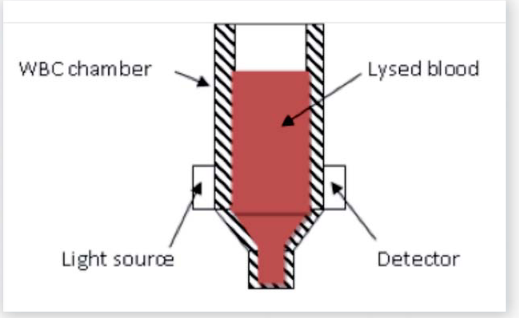 WBC chamber
Lysed blood
Light source
Detector